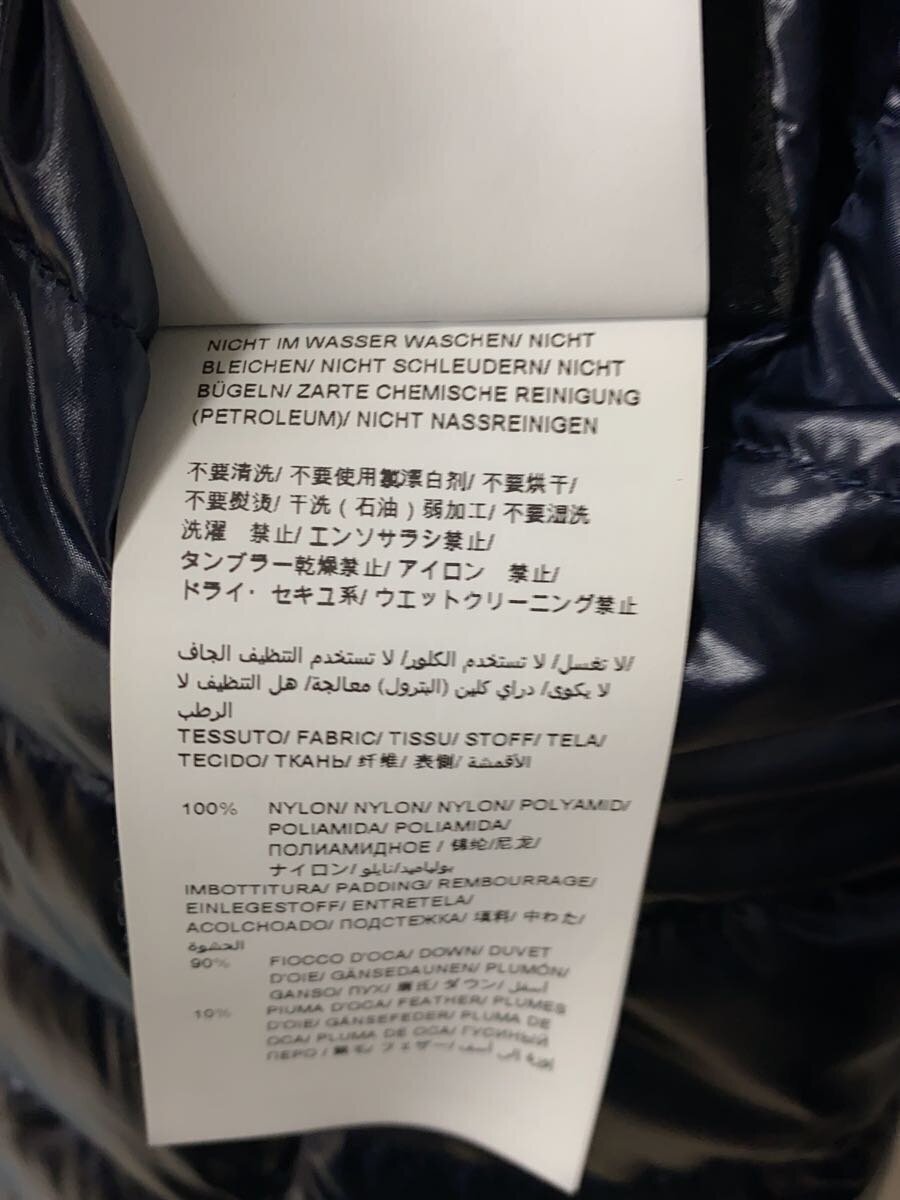 NICHT IM WASSER WASCHEN/ NICHT
BLEICHEN/ NICHT SCHLEUDERN/ NICHT
BÜGELN/ ZARTE CHEMISCHE REINIGUNG
(PETROLEUM)/ NICHT NASSREINIGEN
不要清洗/ 不要使用氯漂白剂/ 不要烘干/
不要熨烫/ 干洗（石油）弱加工/ 不要湿洗
洗濯　禁止/ エンソサラシ禁止/
タンブラー乾燥禁止/ アイロン　禁止/
ドライ・セキユ系/ ウエットクリーニング禁止
لا تغسل/ لا تستخدم الكلور/ لا تستخدم التنظيف الجاف/
لا يكوى/ دراي كلين (البترول) معالجة/ هل التنظيف لا
الرطب
TESSUTO/ FABRIC/ TISSU/ STOFF/ TELA/
TECIDO/ ТКАНЬ/ 纤维/ 表側/ الأقمشة
100% NYLON/ NYLON/ NYLON/ POLYAMID/
POLIAMIDA/ POLIAMIDA/
ПОЛИАМИДНОЕ / 锦纶/尼龙/
ナイロン/ بولياميد/نايلو
IMBOTTITURA/ PADDING/ REMBOURRAGE/
EINLEGESTOFF/ ENTRETELA/
ACOLCHOADO/ ПОДСТЕЖКА/ 填料/ 中わた/
الحشوة
90% FIOCCO D'OCA/ DOWN/ DUVET
D'OIE/ GÄNSEDAUNEN/ PLUMÓN/
GANSO/ ПУХ/ ダウン/ أسفل
10% PIUMA D'OCA/ FEATHER/ PLUMES
D'OIE/ GÄNSEFEDER/ PLUMA DE
OCA/ PLUMA DE OCA/ ГУСИНЫЙ
ПЕРО / フェザー/